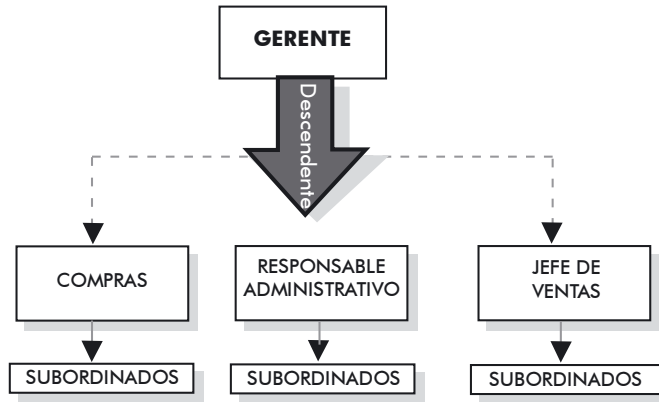 GERENTE
Descendente
COMPRAS
RESPONSABLE
ADMINISTRATIVO
JEFE DE
VENTAS
SUBORDINADOS
SUBORDINADOS
SUBORDINADOS